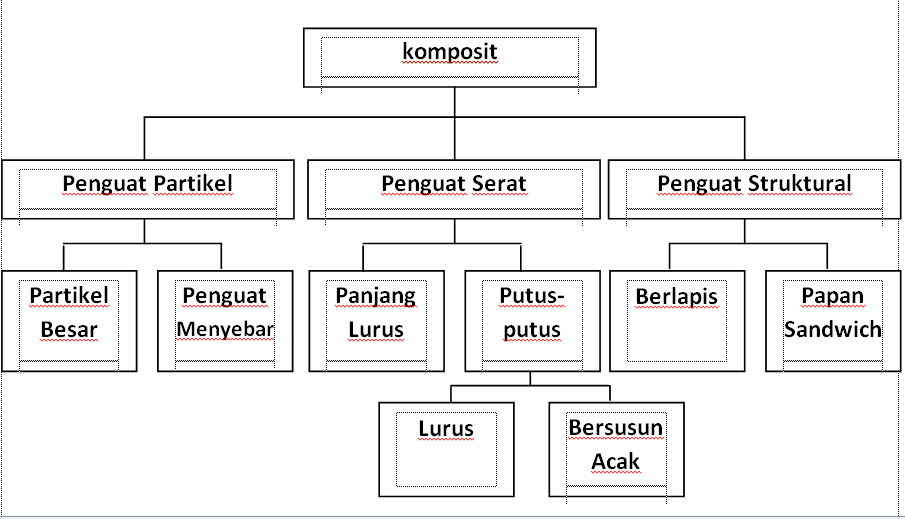 komposit
Penguat Partikel
Penguat Serat
Penguat Struktural
Partikel
Besar
Penguat
Menyebar
Panjang
Lurus
Putus-
putus
Berlapis
Papan
Sandwich
Lurus
Bersusun
Acak